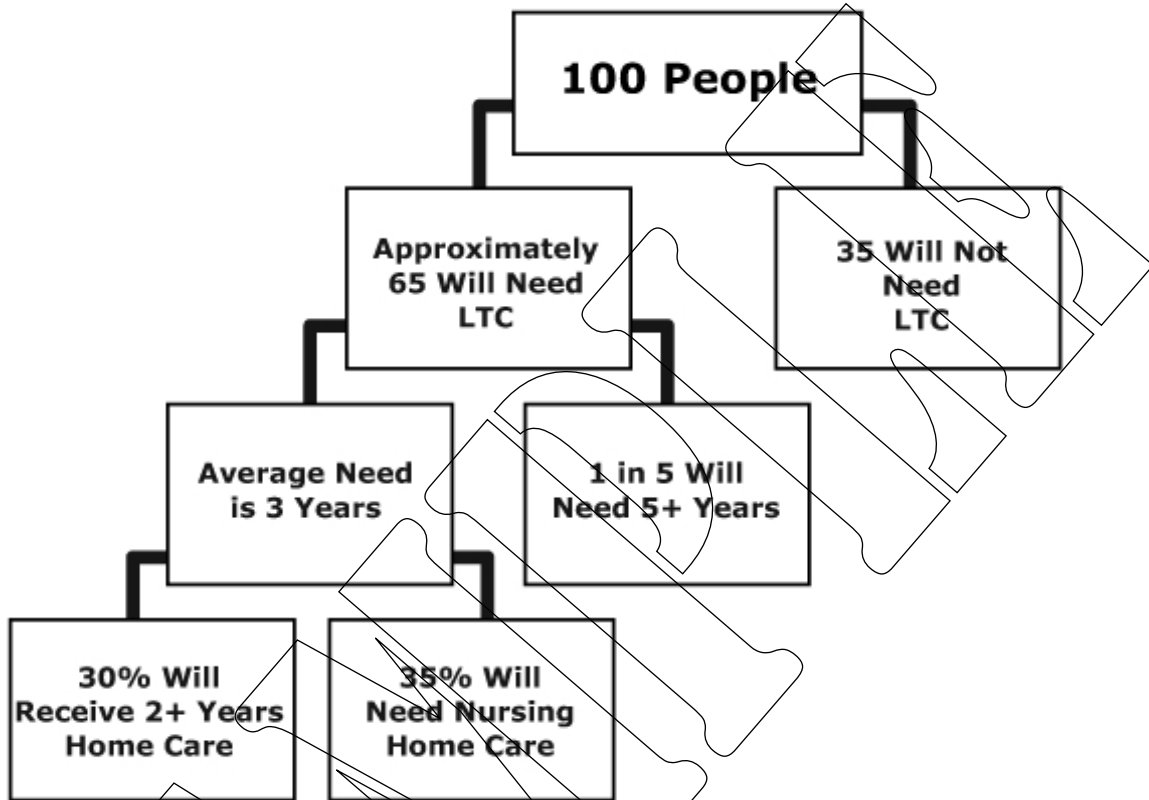 100 People
Approximately
65 Will Need
LTC
35 Will Not
Need
LTC
Average Need
is 3 Years
1 in 5 Will
Need 5+ Years
30% Will
Receive 2+ Years
Home Care
35% Will
Need Nursing
Home Care